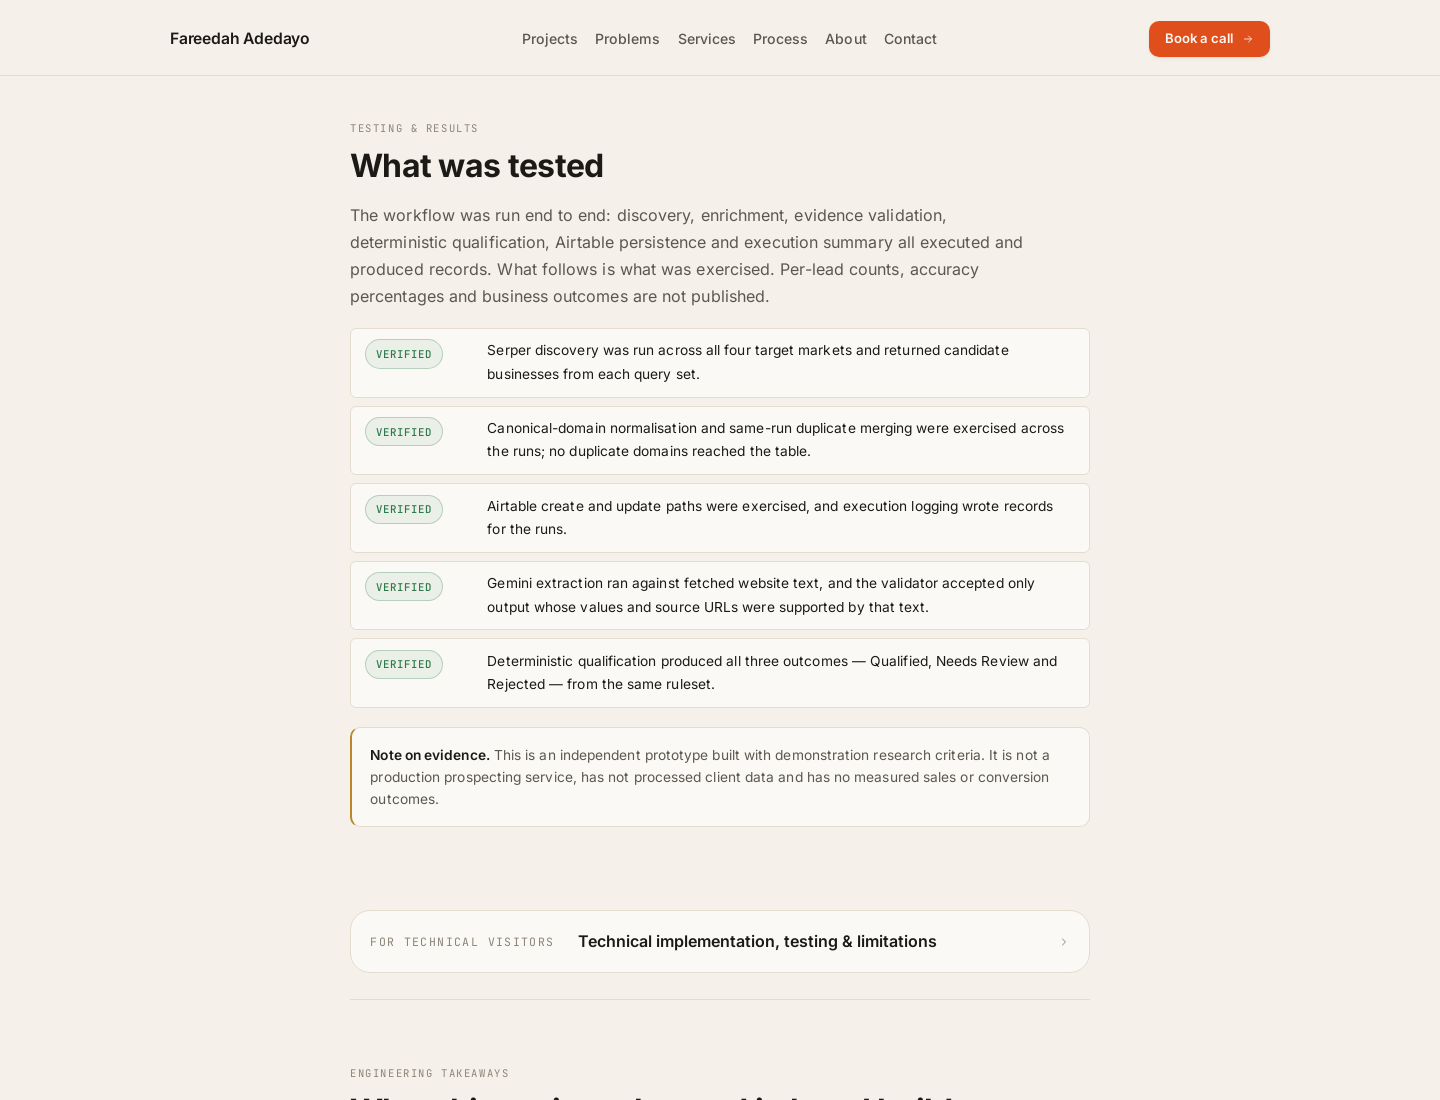 Fareedah Adedayo
Projects Problems Services Process About Contact
Book a call →
TESTING & RESULTS
What was tested
The workflow was run end to end: discovery, enrichment, evidence validation,
deterministic qualification, Airtable persistence and execution summary all executed and
produced records. What follows is what was exercised. Per-lead counts, accuracy
percentages and business outcomes are not published.
VERIFIED
Serper discovery was run across all four target markets and returned candidate
businesses from each query set.
VERIFIED
Canonical-domain normalisation and same-run duplicate merging were exercised across
the runs; no duplicate domains reached the table.
VERIFIED
Airtable create and update paths were exercised, and execution logging wrote records
for the runs.
VERIFIED
Gemini extraction ran against fetched website text, and the validator accepted only
output whose values and source URLs were supported by that text.
VERIFIED
Deterministic qualification produced all three outcomes — Qualified, Needs Review and
Rejected — from the same ruleset.
Note on evidence. This is an independent prototype built with demonstration research criteria. It is not a
production prospecting service, has not processed client data and has no measured sales or conversion
outcomes.
FOR TECHNICAL VISITORS Technical implementation, testing & limitations ›
ENGINEERING TAKEAWAYS